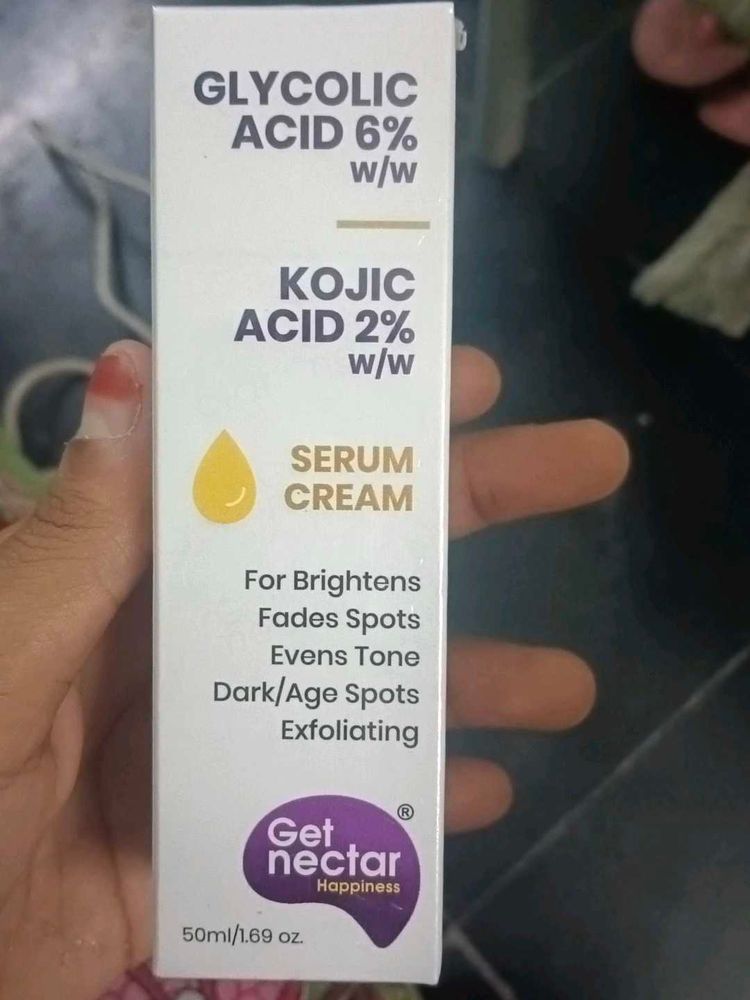 GLYCOLIC
ACID 6%
w/w
KOJIC
ACID 2%
w/w
SERUM
CREAM
For Brightens
Fades Spots
Evens Tone
Dark/Age Spots
Exfoliating
Get
nectar
Happiness
®
50ml/1.69 oz.